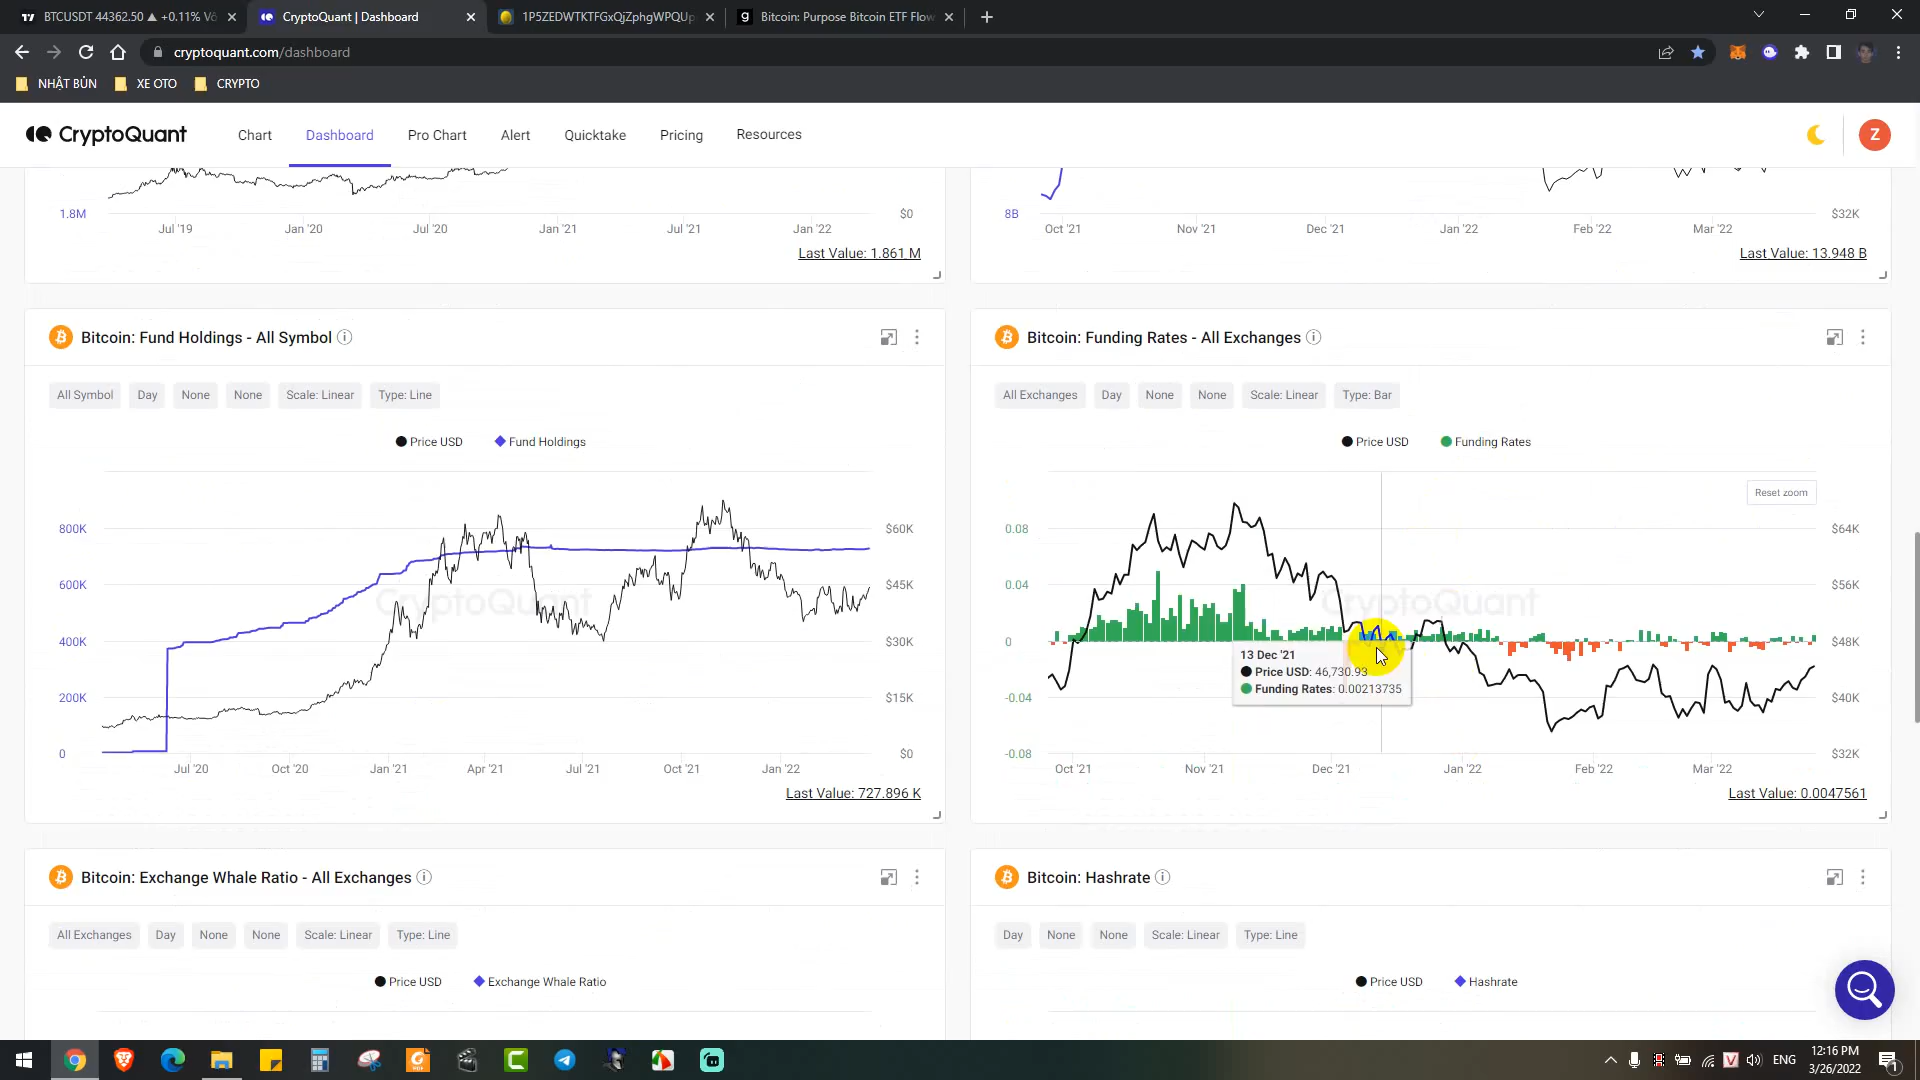 BTCUSDT 44362.50 ▲ +0.11% Vô
CryptoQuant | Dashboard
1P5ZEDWTKTFGxQjZphgWPQUp
Bitcoin: Purpose Bitcoin ETF Flow
cryptoquant.com/dashboard
NHẬT BỦN
XE OTO
CRYPTO
CryptoQuant
Chart
Dashboard
Pro Chart
Alert
Quicktake
Pricing
Resources
Z
1.8M
$0
Jul '19
Jan '20
Jul '20
Jan '21
Jul '21
Jan '22
Last Value: 1.861 M
8B
$32K
Oct '21
Nov '21
Dec '21
Jan '22
Feb '22
Mar '22
Last Value: 13.948 B
Bitcoin: Fund Holdings - All Symbol
All Symbol
Day
None
None
Scale: Linear
Type: Line
Price USD
Fund Holdings
800K
600K
400K
200K
0
$60K
$45K
$30K
$15K
$0
CryptoQuant
Jul '20
Oct '20
Jan '21
Apr '21
Jul '21
Oct '21
Jan '22
Last Value: 727.896 K
Bitcoin: Funding Rates - All Exchanges
All Exchanges
Day
None
None
Scale: Linear
Type: Bar
Price USD
Funding Rates
Reset zoom
0.08
0.04
0
-0.04
-0.08
$64K
$56K
$48K
$40K
$32K
CryptoQuant
13 Dec '21
Price USD: 46,730.93
Funding Rates: 0.00213735
Oct '21
Nov '21
Dec '21
Jan '22
Feb '22
Mar '22
Last Value: 0.0047561
Bitcoin: Exchange Whale Ratio - All Exchanges
All Exchanges
Day
None
None
Scale: Linear
Type: Line
Price USD
Exchange Whale Ratio
Bitcoin: Hashrate
Day
None
None
Scale: Linear
Type: Line
Price USD
Hashrate
ENG
12:16 PM
3/26/2022
1